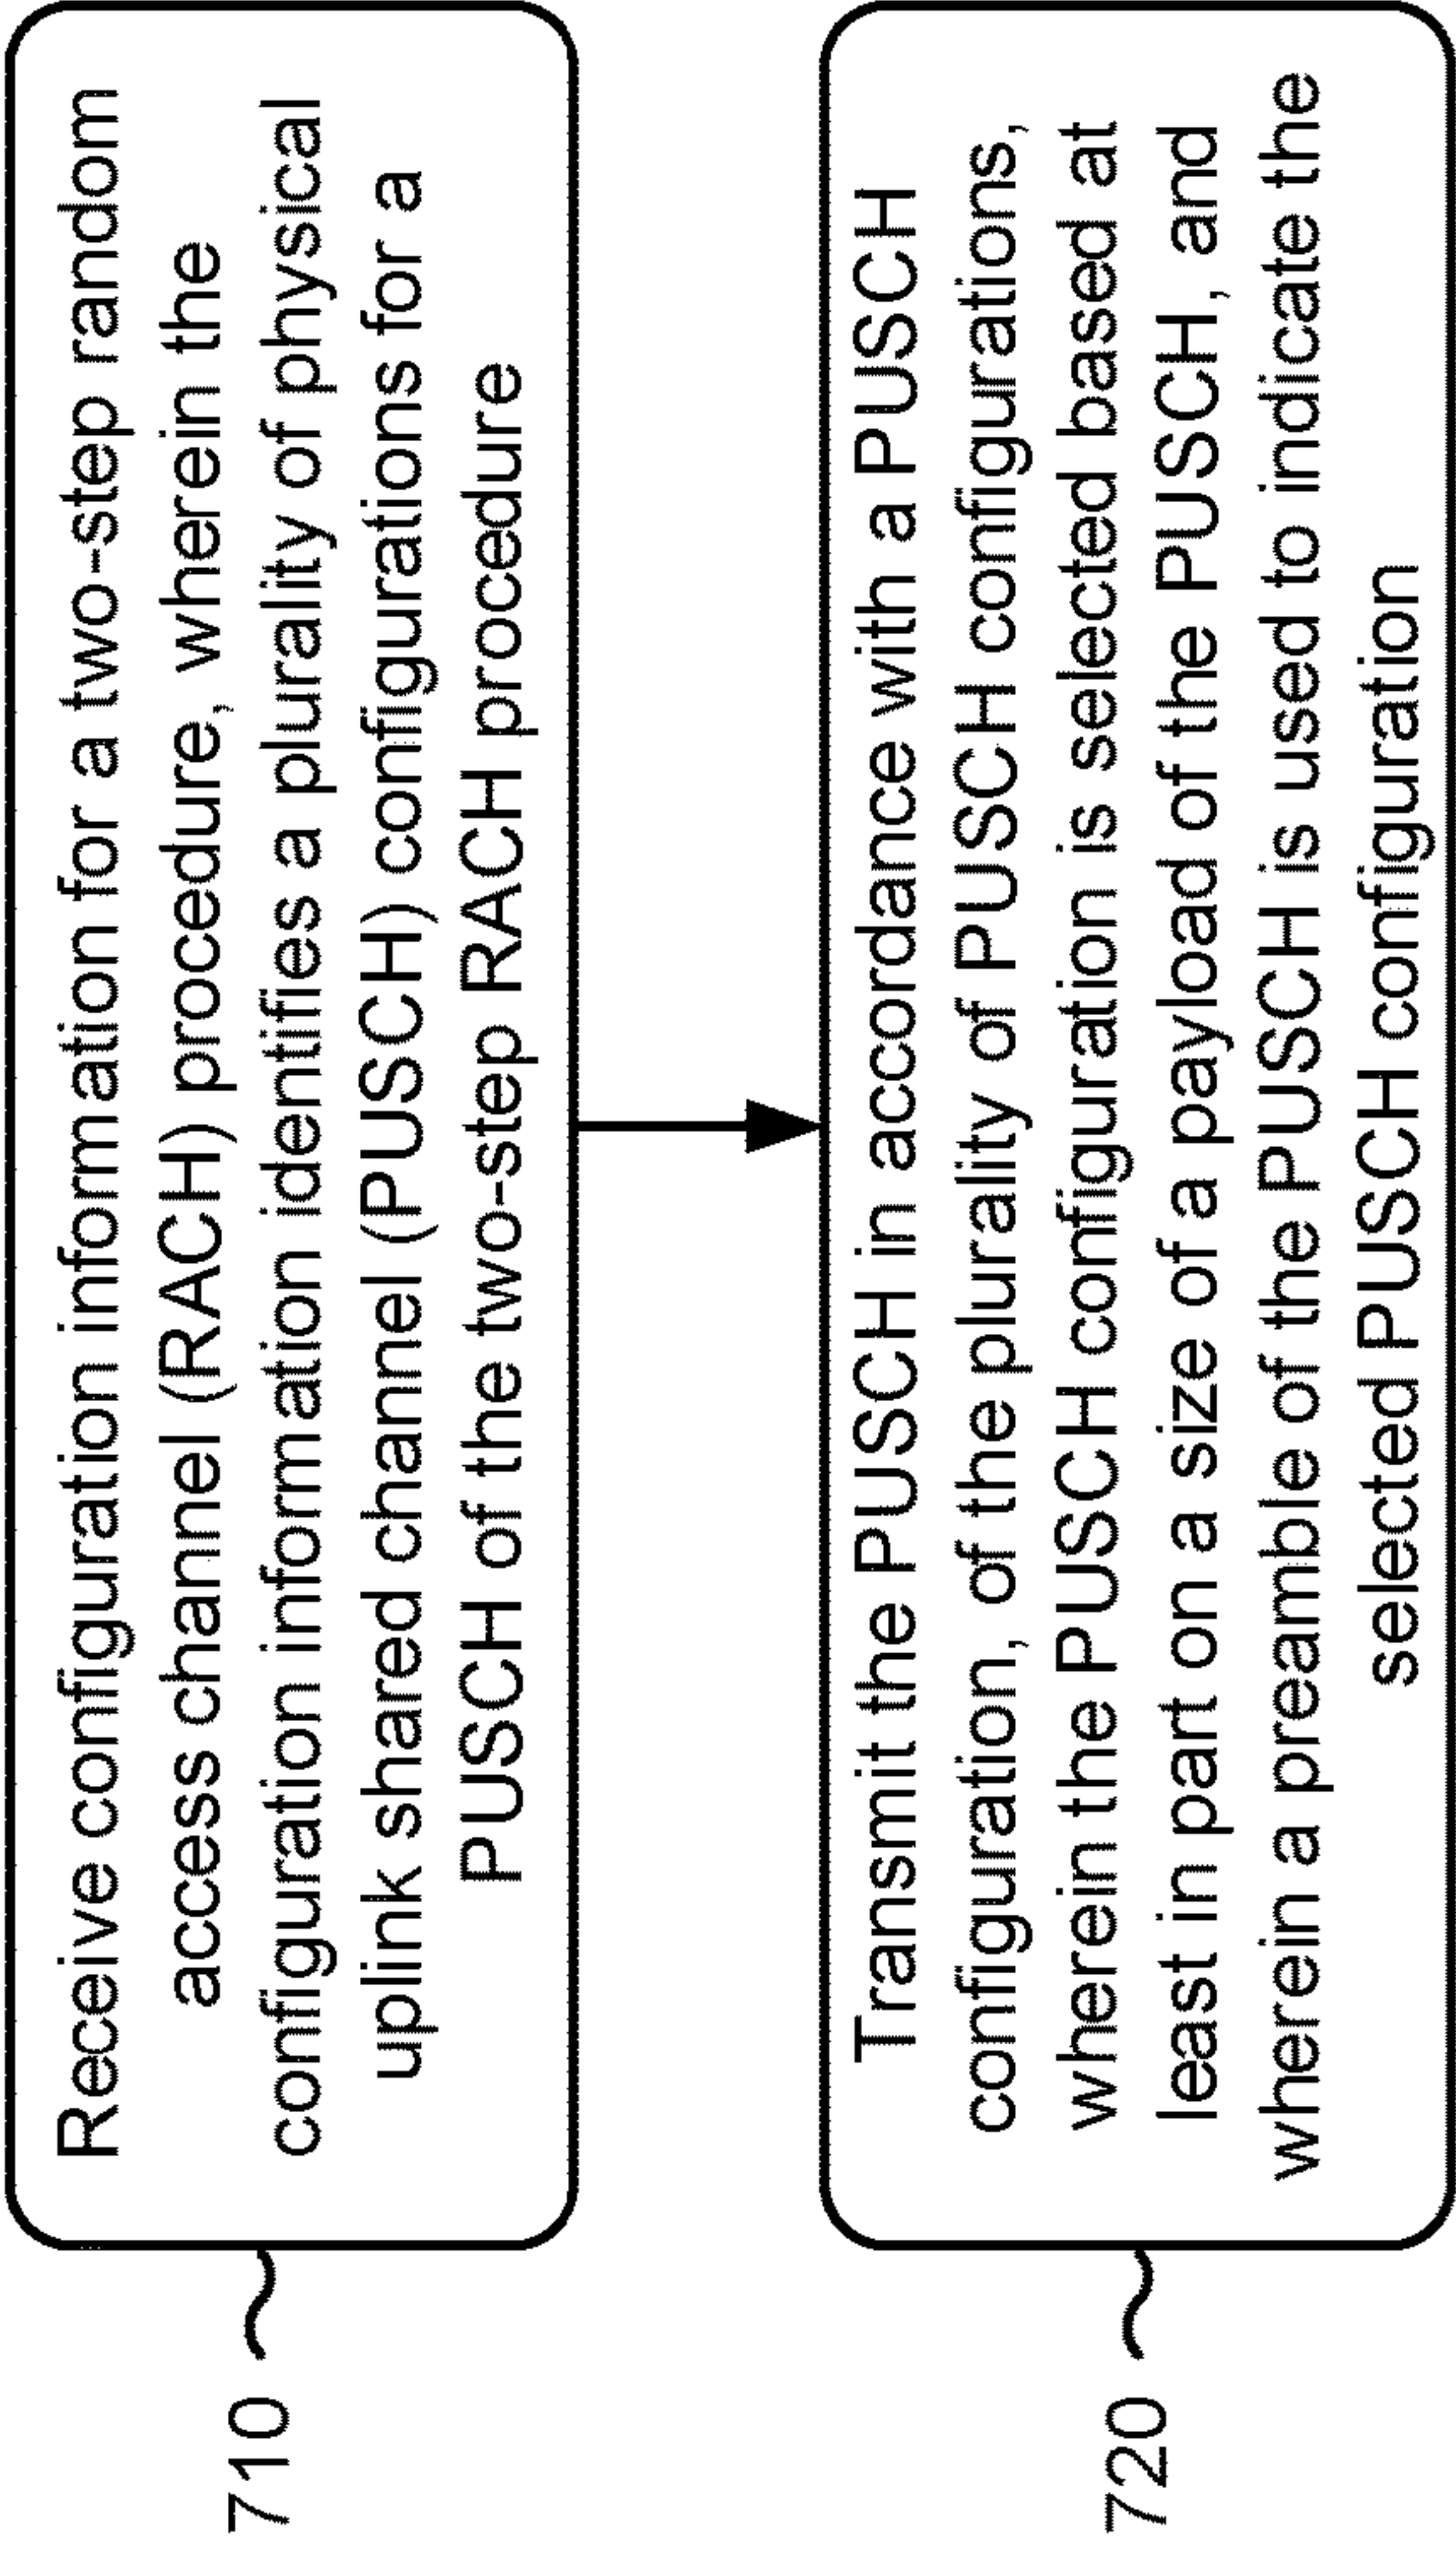 710
Receive configuration information for a two-step random
access channel (RACH) procedure, wherein the
configuration information identifies a plurality of physical
uplink shared channel (PUSCH) configurations for a
PUSCH of the two-step RACH procedure
720
Transmit the PUSCH in accordance with a PUSCH
configuration, of the plurality of PUSCH configurations,
wherein the PUSCH configuration is selected based at
least in part on a size of a payload of the PUSCH, and
wherein a preamble of the PUSCH is used to indicate the
selected PUSCH configuration